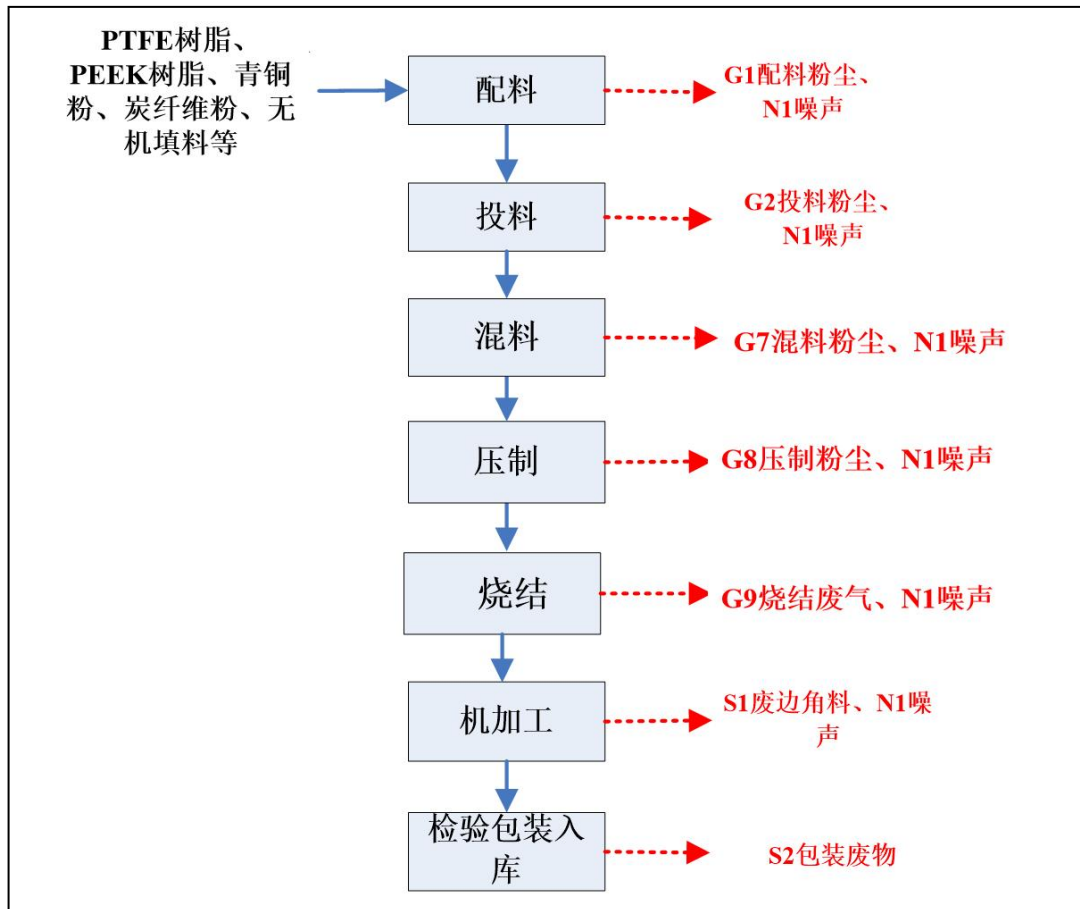 PTFE树脂、
PEEK树脂、青铜
粉、炭纤维粉、无
机填料等
配料
G1配料粉尘、
N1噪声
投料
G2投料粉尘、
N1噪声
混料
G7混料粉尘、N1噪声
压制
G8压制粉尘、N1噪声
烧结
G9烧结废气、N1噪声
机加工
S1废边角料、N1噪
声
检验包装入
库
S2包装废物